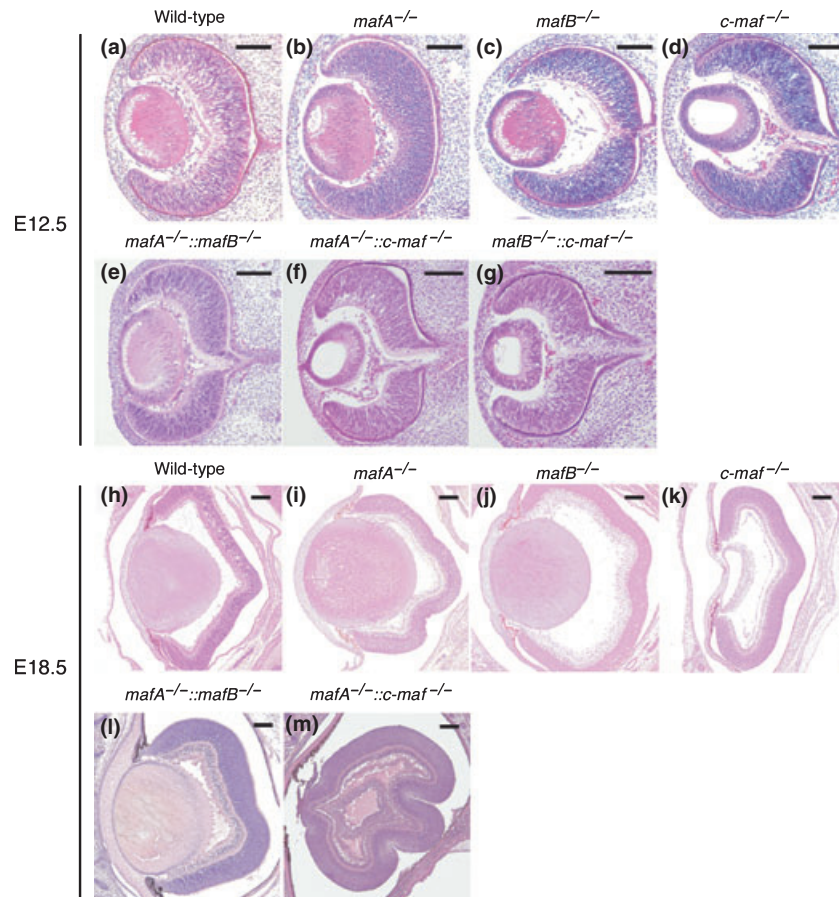 Wild-type mafA−/− mafB−/− c-maf−/−
(a) (b) (c) (d)
E12.5
mafA−/−::mafB−/− mafA−/−::c-maf−/− mafB−/−::c-maf−/−
(e) (f) (g)
Wild-type mafA−/− mafB−/− c-maf−/−
(h) (i) (j) (k)
E18.5
mafA−/−::mafB−/− mafA−/−::c-maf−/−
(l) (m)